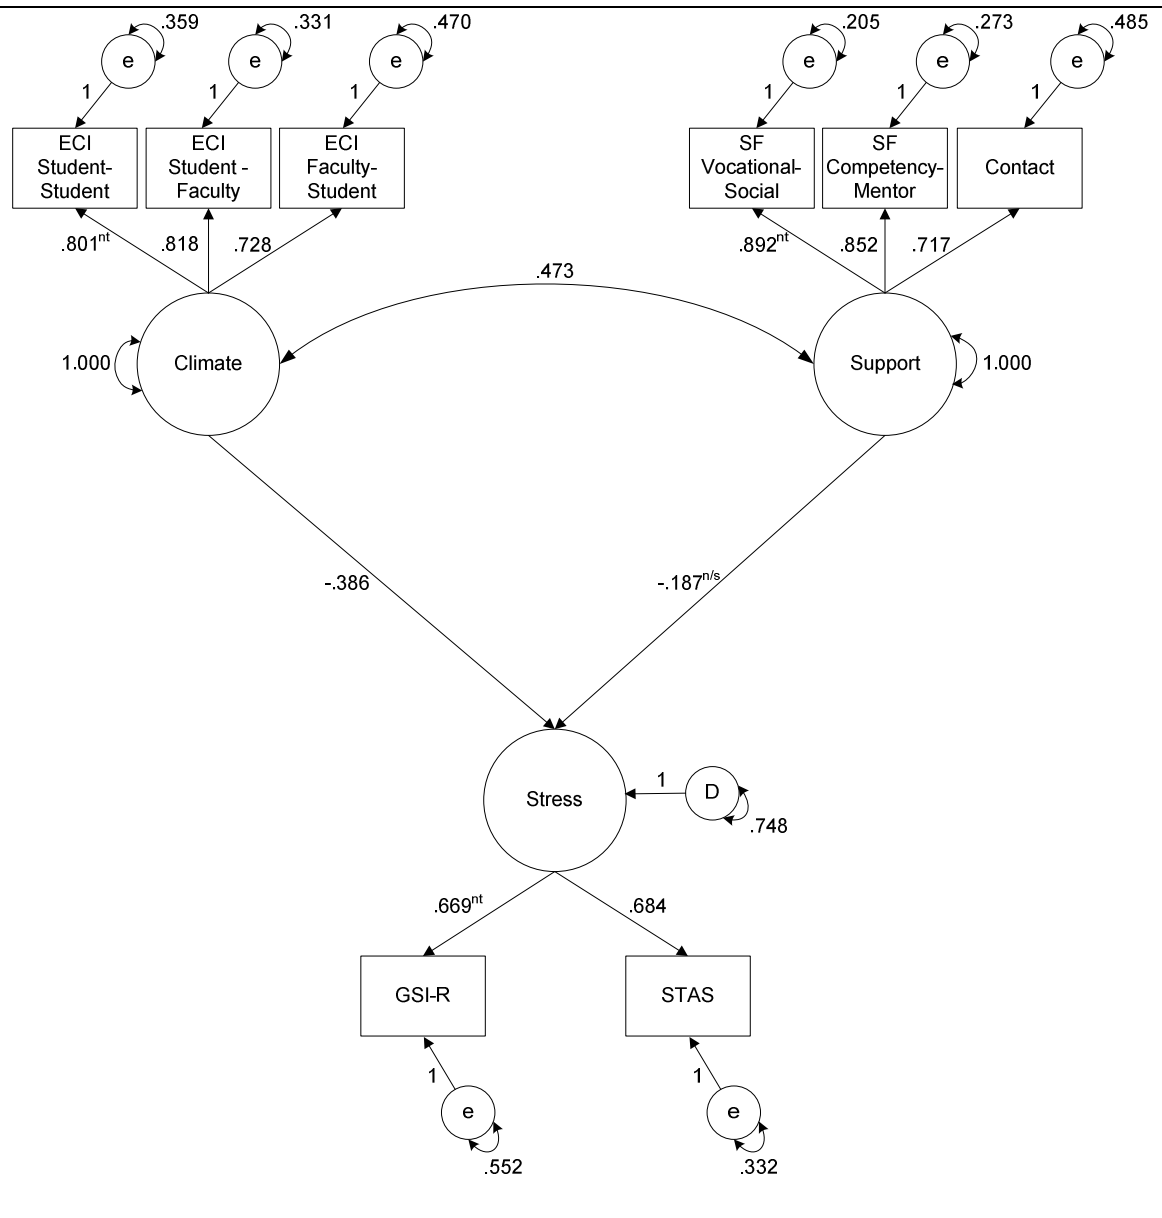 .359
.331
.470
.205
.273
.485
e
e
e
e
e
e
1
1
1
1
1
1
ECI
Student-
Student
ECI
Student -
Faculty
ECI
Faculty-
Student
SF
Vocational-
Social
SF
Competency-
Mentor
Contact
.801nt
.818
.728
.892nt
.852
.717
.473
1.000
Climate
Support
1.000
-.386
-.187n/s
Stress
1
D
.748
.669nt
.684
GSI-R
STAS
1
1
e
e
.552
.332